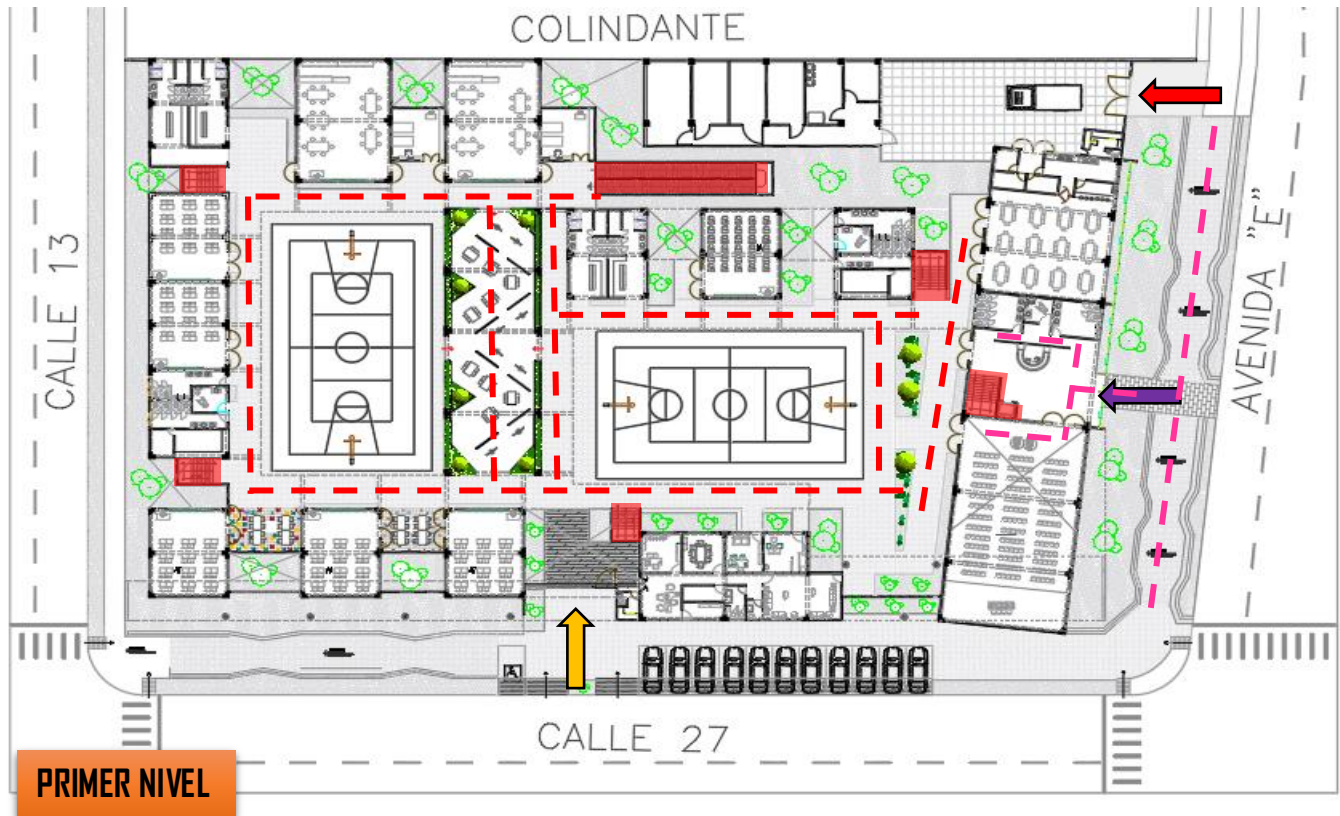 COLINDANTE
CALLE 13
AVENIDA "E"
CALLE 27
PRIMER NIVEL